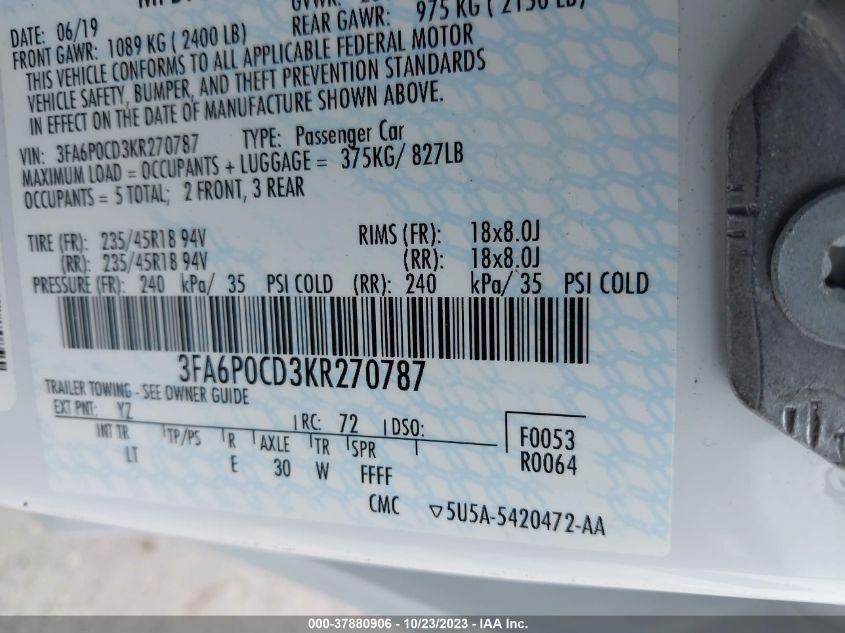 DATE: 06/19
REAR GAWR: 975 KG
FRONT GAWR: 1089 KG ( 2400 LB)
THIS VEHICLE CONFORMS TO ALL APPLICABLE FEDERAL MOTOR
VEHICLE SAFETY, BUMPER, AND THEFT PREVENTION STANDARDS
IN EFFECT ON THE DATE OF MANUFACTURE SHOWN ABOVE.
VIN: 3FA6P0CD3KR270787 TYPE: Passenger Car
MAXIMUM LOAD = OCCUPANTS + LUGGAGE = 375KG/ 827LB
OCCUPANTS = 5 TOTAL; 2 FRONT, 3 REAR
TIRE (FR): 235/45R18 94V RIMS (FR): 18x8.0J
(RR): 235/45R18 94V (RR): 18x8.0J
PRESSURE (FR): 240 kPa/ 35 PSI COLD (RR): 240 kPa/ 35 PSI COLD
3FA6P0CD3KR270787
TRAILER TOWING - SEE OWNER GUIDE
EXT PNT: YZ RC: 72 DSO:
INT TR TP/PS R AXLE TR SPR F0053
LT E 30 W FFFF R0064
CMC ▽5U5A-5420472-AA
000-37880906 - 10/23/2023 - IAA Inc.